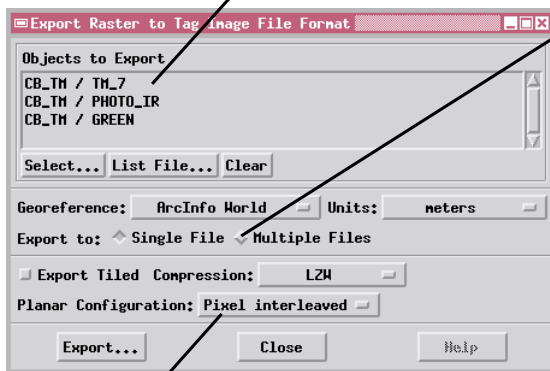 Export Raster to Tag Image File Format
Objects to Export
CB_TM / TM_7
CB_TM / PHOTO_IR
CB_TM / GREEN
Select... List File... Clear
Georeference: ArcInfo World Units: meters
Export to: Single File Multiple Files
Export Tiled Compression: LZW
Planar Configuration: Pixel interleaved
Export... Close Help